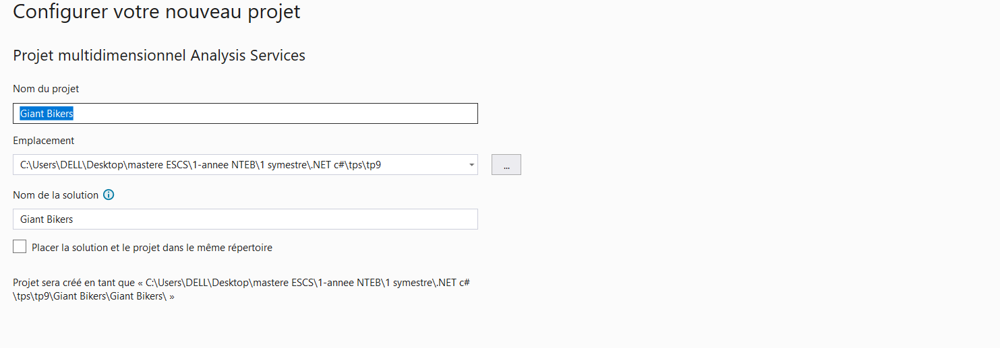 Configurer votre nouveau projet
Projet multidimensionnel Analysis Services
Nom du projet
Giant Bikers
Emplacement
C:\Users\DELL\Desktop\mastere ESCS\1-annee NTEB\1 symestre\.NET c#\tps\tp9
...
Nom de la solution
Giant Bikers
Placer la solution et le projet dans le même répertoire
Projet sera créé en tant que « C:\Users\DELL\Desktop\mastere ESCS\1-annee NTEB\1 symestre\.NET c#
\tps\tp9\Giant Bikers\Giant Bikers\ »